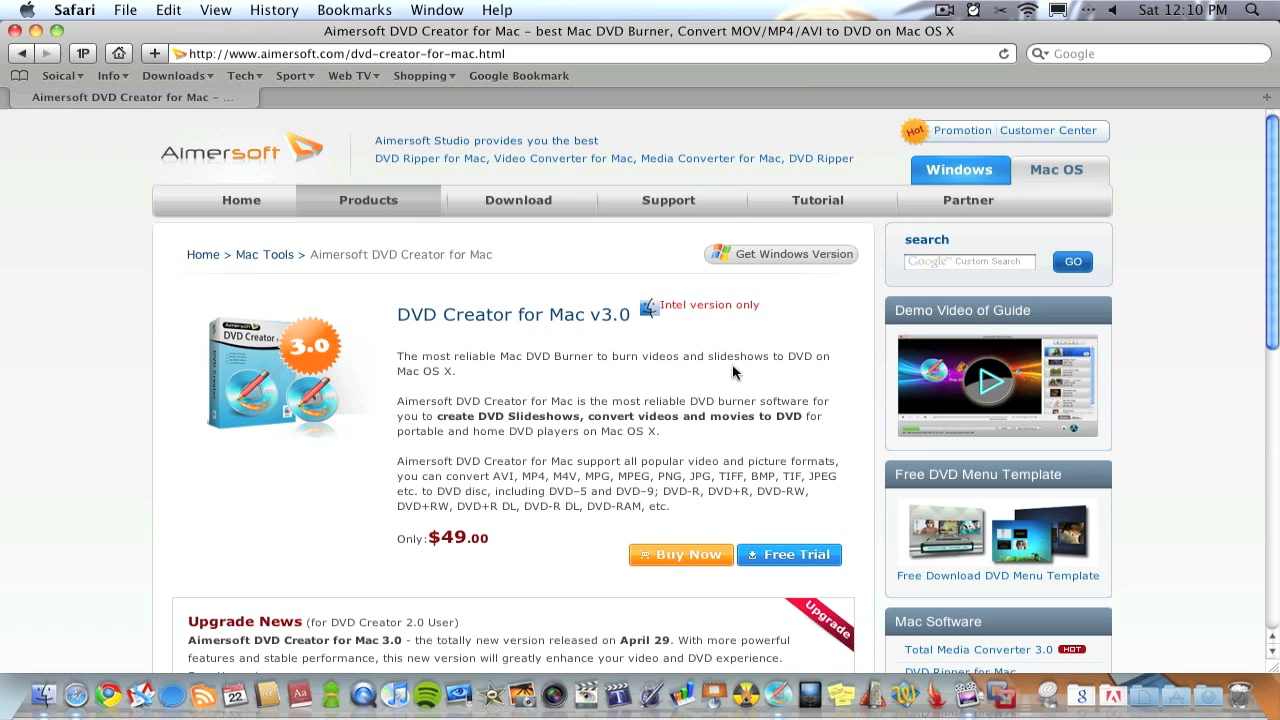 Safari File Edit View History Bookmarks Window Help
Sat 12:10 PM
Aimersoft DVD Creator for Mac – best Mac DVD Burner, Convert MOV/MP4/AVI to DVD on Mac OS X
1P
http://www.aimersoft.com/dvd-creator-for-mac.html
Google
Soical Info Downloads Tech Sport Web TV Shopping Google Bookmark
Aimersoft DVD Creator for Mac – ...
Aimersoft
Aimersoft Studio provides you the best
DVD Ripper for Mac, Video Converter for Mac, Media Converter for Mac, DVD Ripper
Hot Promotion Customer Center
Windows Mac OS
Home Products Download Support Tutorial Partner
Home > Mac Tools > Aimersoft DVD Creator for Mac
Get Windows Version
DVD Creator for Mac v3.0
Intel version only
Aimersoft
DVD Creator
3.0
The most reliable Mac DVD Burner to burn videos and slideshows to DVD on
Mac OS X.
Aimersoft DVD Creator for Mac is the most reliable DVD burner software for
you to create DVD Slideshows, convert videos and movies to DVD for
portable and home DVD players on Mac OS X.
Aimersoft DVD Creator for Mac support all popular video and picture formats,
you can convert AVI, MP4, M4V, MPG, MPEG, PNG, JPG, TIFF, BMP, TIF, JPEG
etc. to DVD disc, including DVD–5 and DVD–9; DVD-R, DVD+R, DVD-RW,
DVD+RW, DVD+R DL, DVD-R DL, DVD-RAM, etc.
Only: $49.00
Buy Now
Free Trial
Upgrade News (for DVD Creator 2.0 User)
Upgrade
Aimersoft DVD Creator for Mac 3.0 - the totally new version released on April 29. With more powerful
features and stable performance, this new version will greatly enhance your video and DVD experience.
search
Google™ Custom Search
GO
Demo Video of Guide
Free DVD Menu Template
Free Download DVD Menu Template
Mac Software
Total Media Converter 3.0 HOT
DVD Ripper for Mac
22